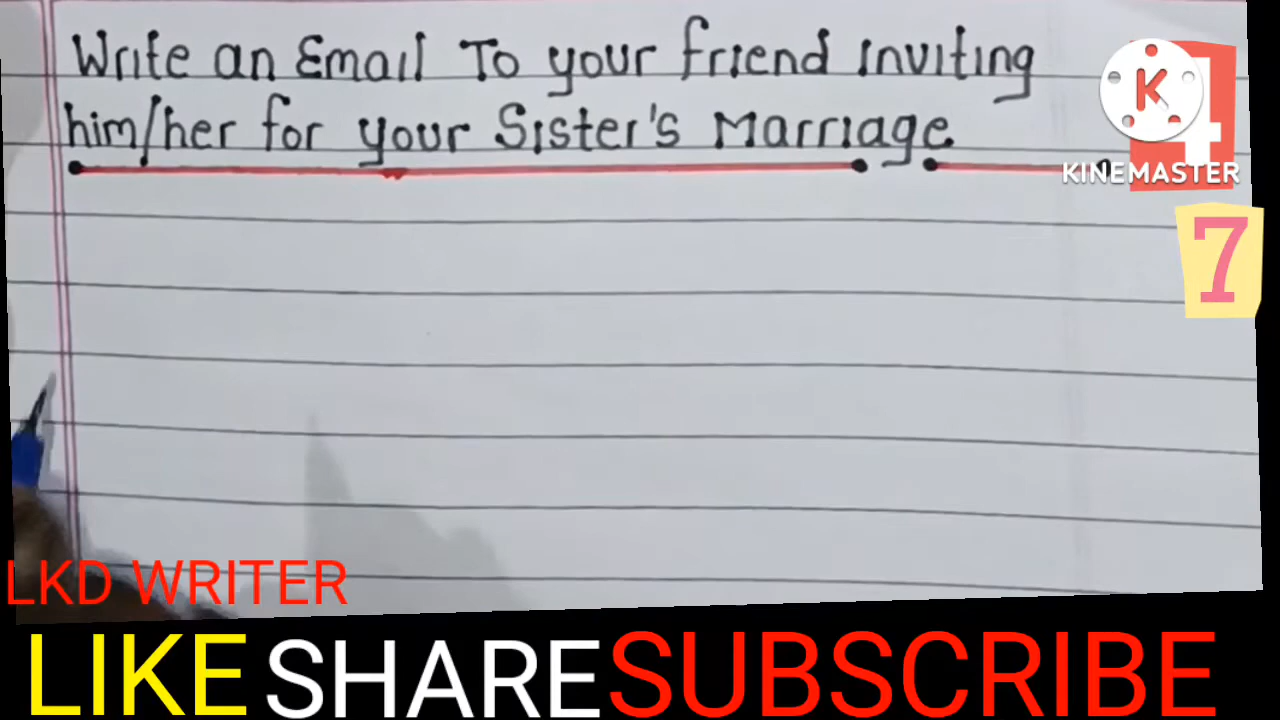 Write an Email To your friend inviting
him/her for your Sister's Marriage.
K
KINEMASTER
7
LKD WRITER
LIKE SHARE SUBSCRIBE